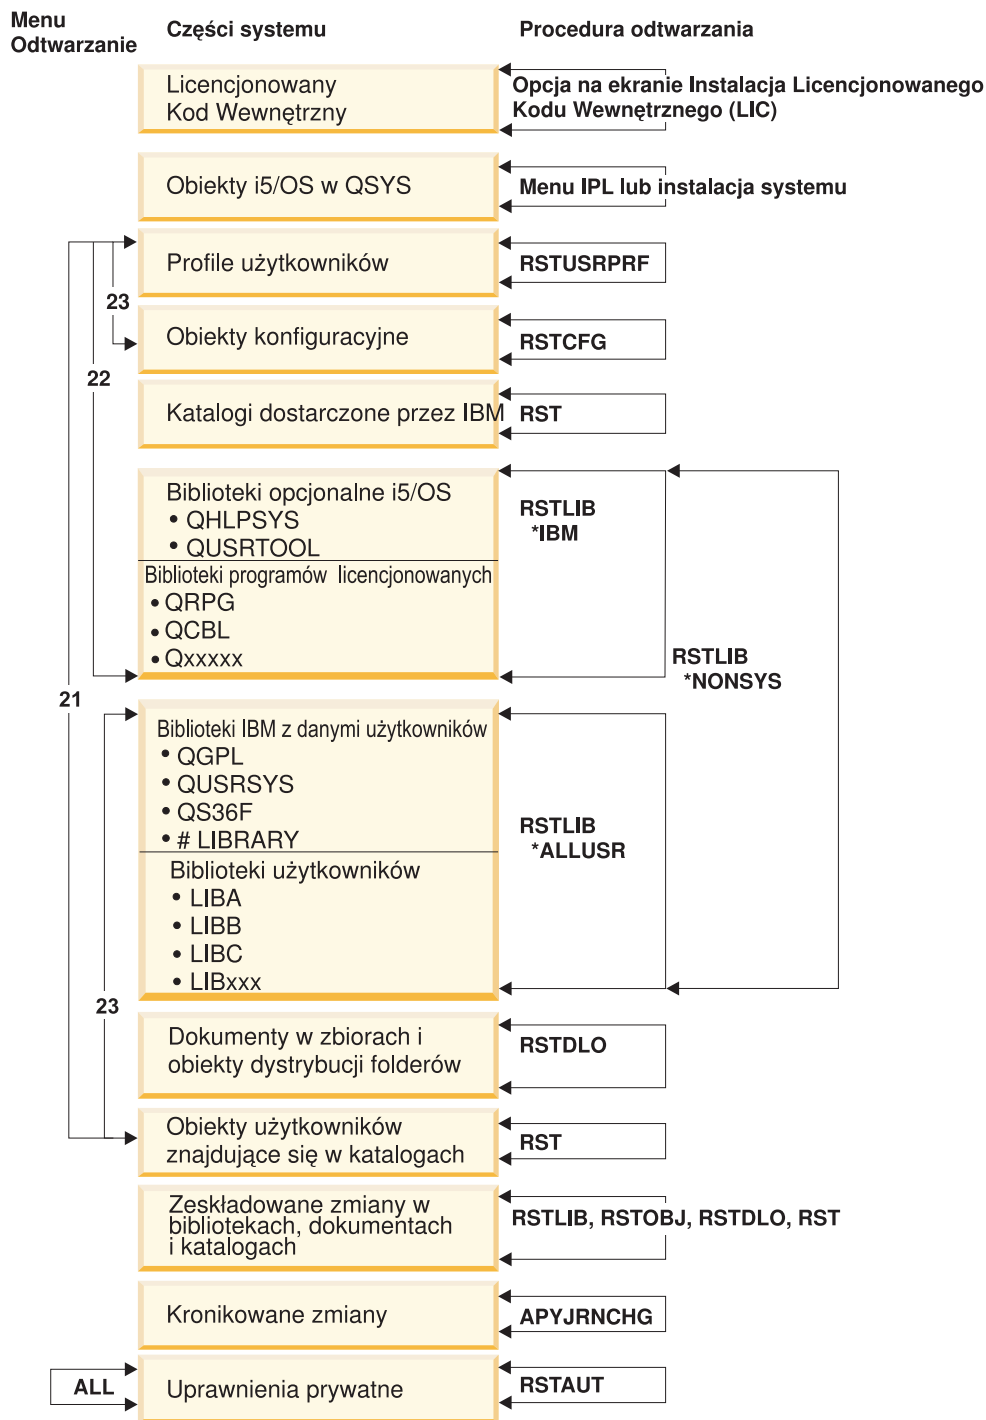 Menu
Odtwarzanie
Części systemu
Procedura odtwarzania
Licencjonowany
Kod Wewnętrzny
Opcja na ekranie Instalacja Licencjonowanego
Kodu Wewnętrznego (LIC)
Obiekty i5/OS w QSYS
Menu IPL lub instalacja systemu
Profile użytkowników
RSTUSRPRF
23
Obiekty konfiguracyjne
RSTCFG
22
Katalogi dostarczone przez IBM
RST
Biblioteki opcjonalne i5/OS
• QHLPSYS
• QUSRTOOL
RSTLIB
*IBM
Biblioteki programów licencjonowanych
• QRPG
• QCBL
• Qxxxxx
RSTLIB
*NONSYS
21
Biblioteki IBM z danymi użytkowników
• QGPL
• QUSRSYS
• QS36F
• # LIBRARY
RSTLIB
*ALLUSR
Biblioteki użytkowników
• LIBA
• LIBB
• LIBC
• LIBxxx
23
Dokumenty w zbiorach i
obiekty dystrybucji folderów
RSTDLO
Obiekty użytkowników
znajdujące się w katalogach
RST
Zeskładowane zmiany w
bibliotekach, dokumentach
i katalogach
RSTLIB, RSTOBJ, RSTDLO, RST
Kronikowane zmiany
APYJRNCHG
ALL
Uprawnienia prywatne
RSTAUT